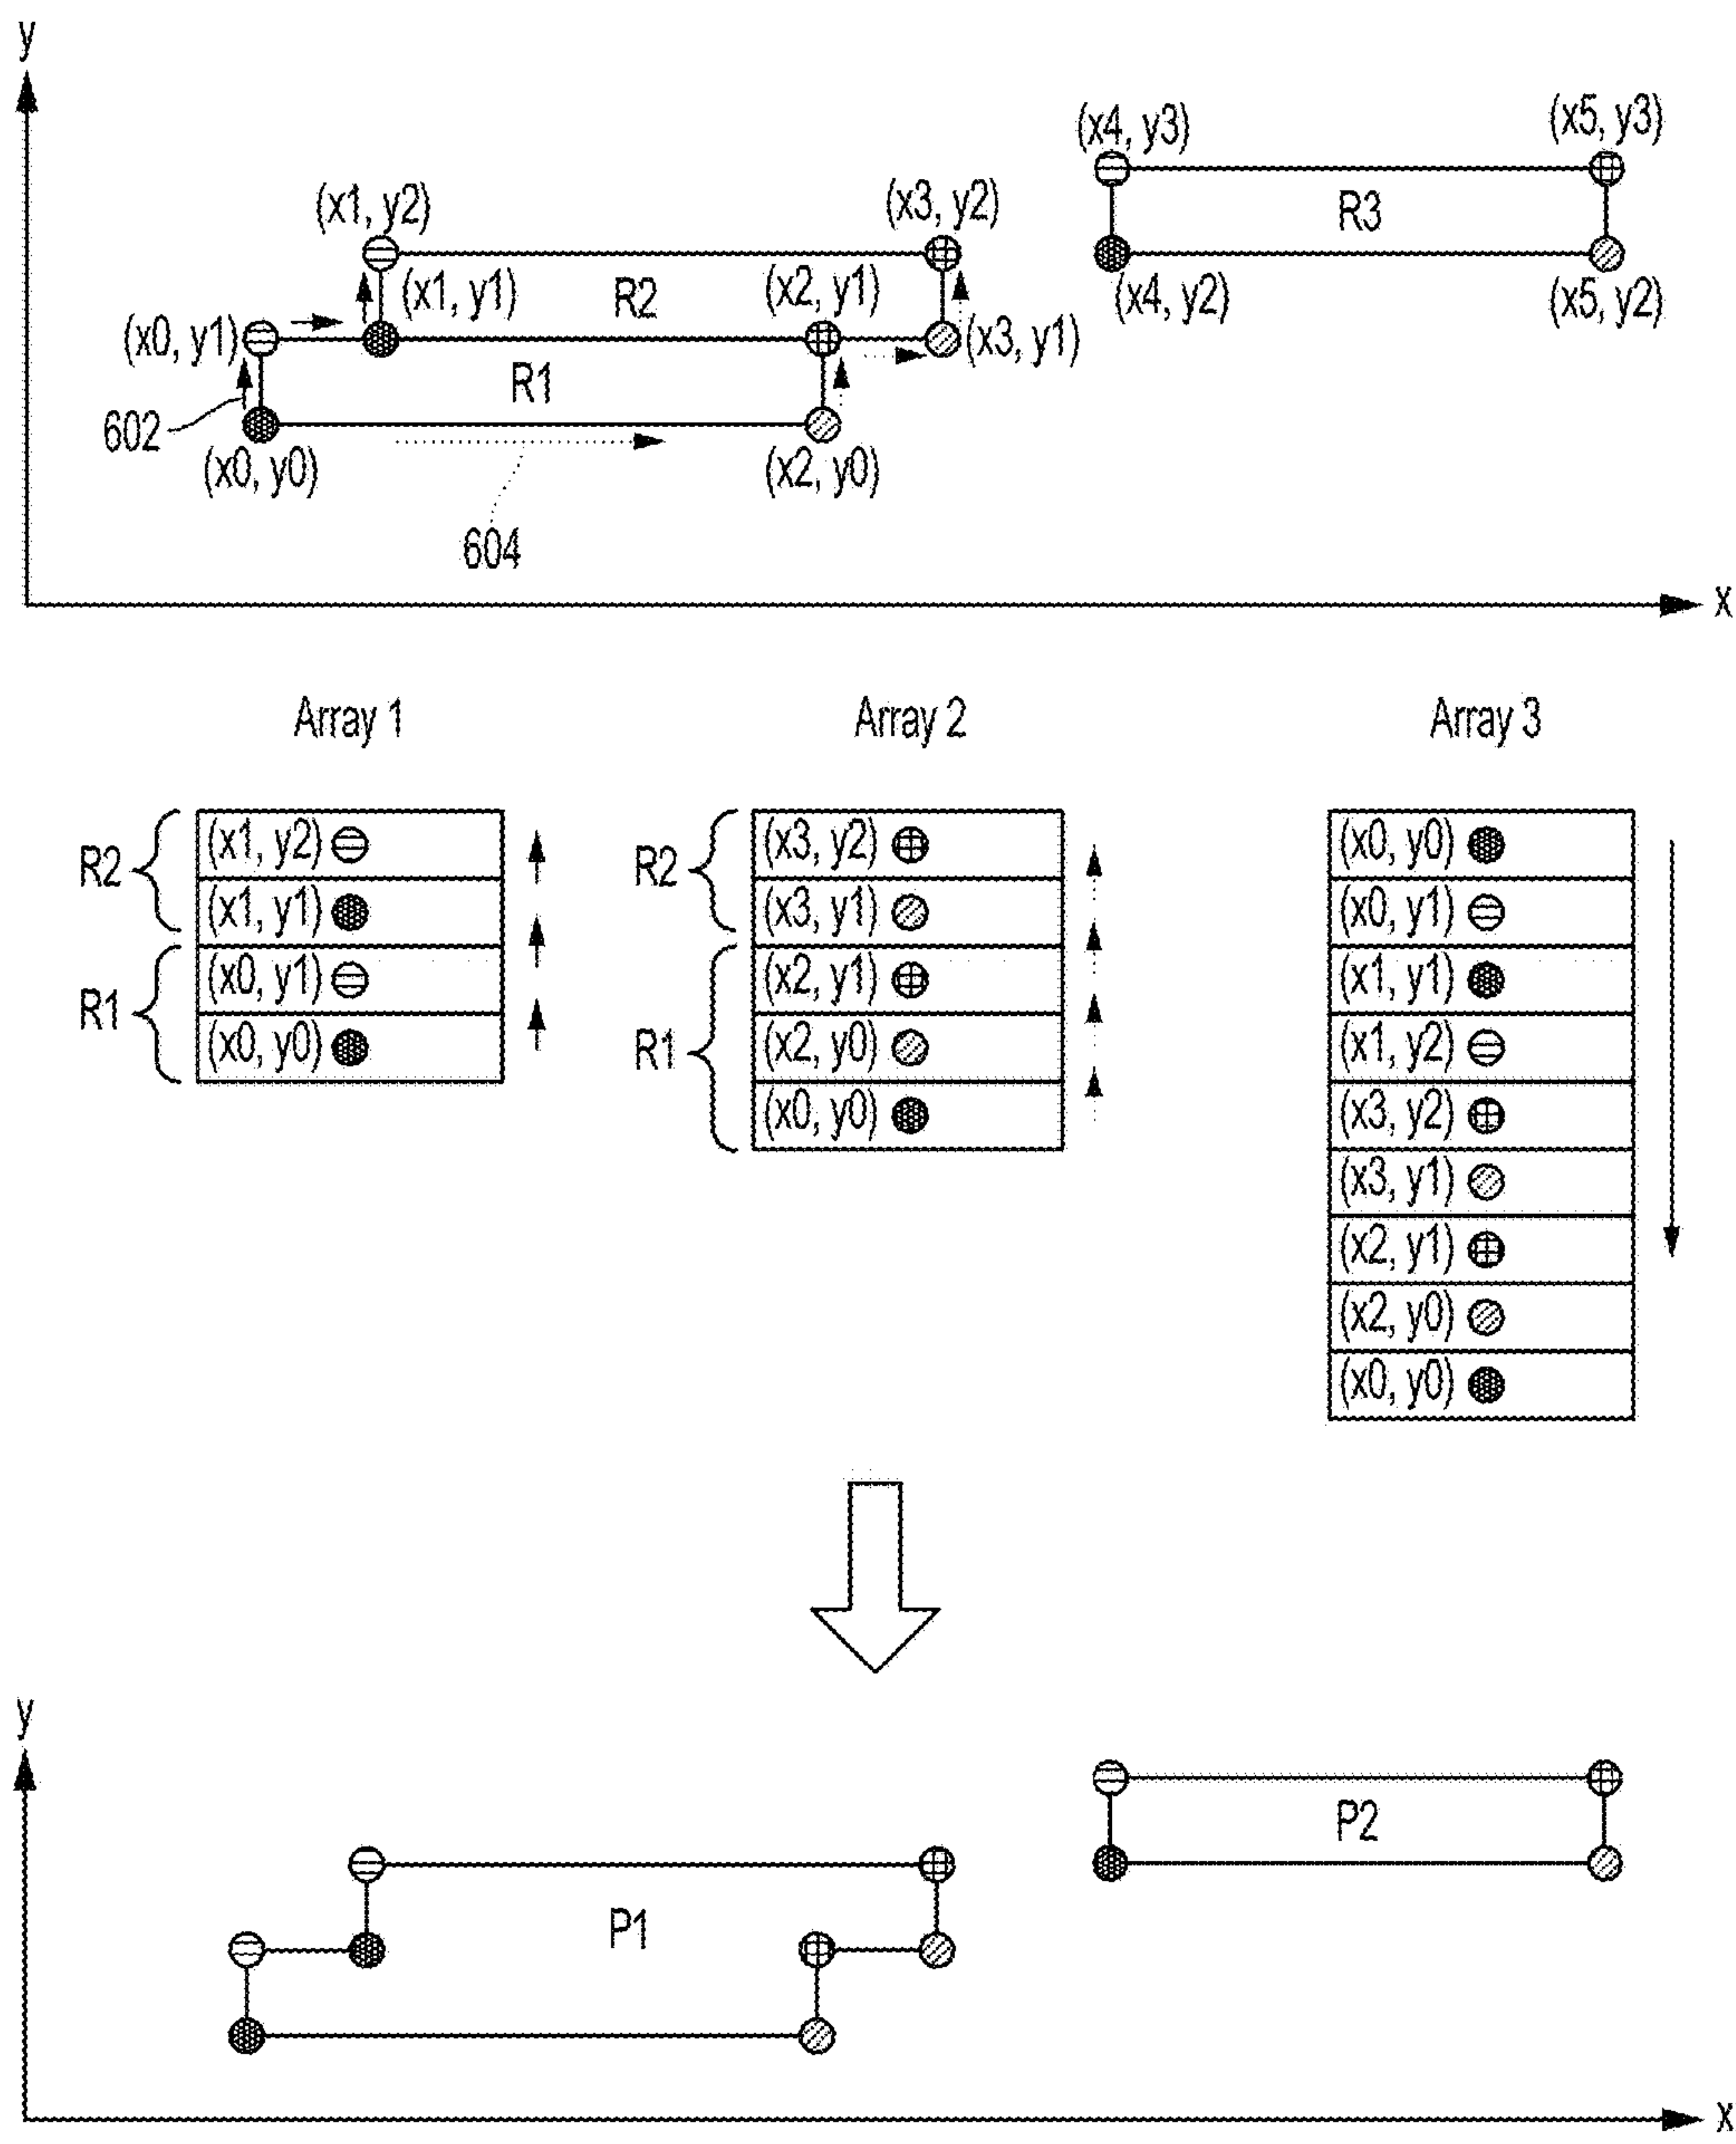 y
(x4, y3) (x5, y3)
R3
(x1, y2) (x3, y2)
(x1, y1) R2 (x2, y1)
(x4, y2) (x5, y2)
(x0, y1) (x3, y1)
R1
602
(x0, y0) (x2, y0)
604
x
Array 1 Array 2 Array 3
R2
(x1, y2)
(x1, y1)
R1
(x0, y1)
(x0, y0)
R2
(x3, y2)
(x3, y1)
R1
(x2, y1)
(x2, y0)
(x0, y0)
(x0, y0)
(x0, y1)
(x1, y1)
(x1, y2)
(x3, y2)
(x3, y1)
(x2, y1)
(x2, y0)
(x0, y0)
y
P2
P1
x